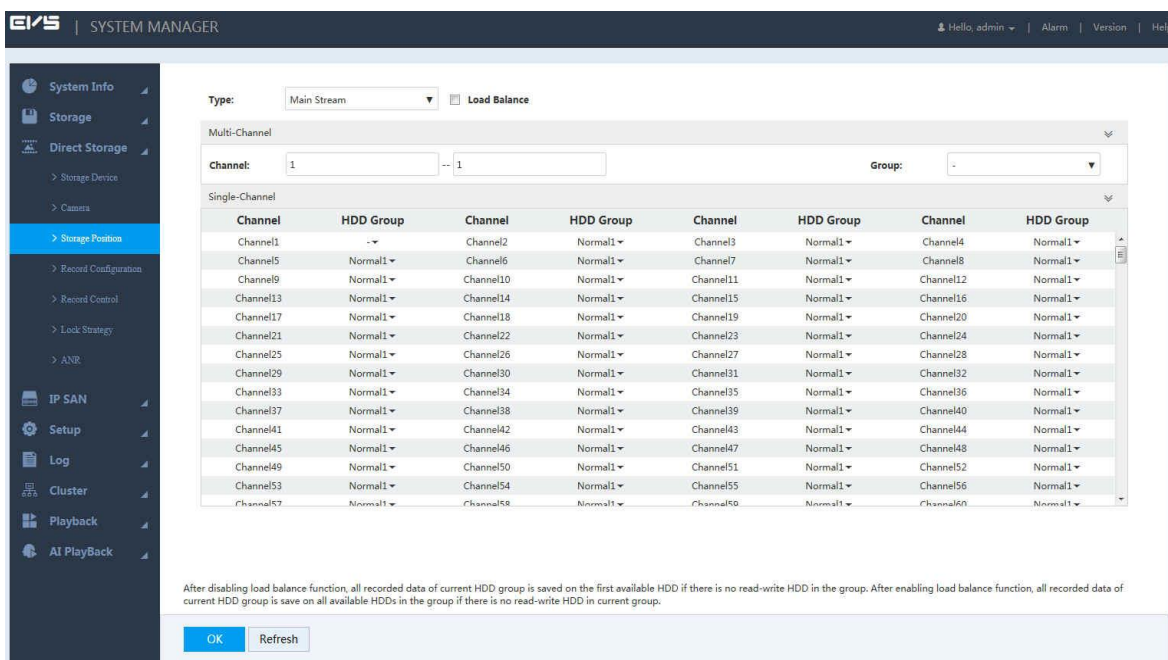 EVS | SYSTEM MANAGER
Hello, admin | Alarm | Version | Help
System Info
Storage
Direct Storage
> Storage Device
> Camera
> Storage Position
> Record Configuration
> Record Control
> Lock Strategy
> ANR
IP SAN
Setup
Log
Cluster
Playback
AI PlayBack
Type: Main Stream Load Balance
Multi-Channel
Channel: 1 -- 1 Group: -
Single-Channel
Channel HDD Group Channel HDD Group Channel HDD Group Channel HDD Group
Channel1 - Channel2 Normal1 Channel3 Normal1 Channel4 Normal1
Channel5 Normal1 Channel6 Normal1 Channel7 Normal1 Channel8 Normal1
Channel9 Normal1 Channel10 Normal1 Channel11 Normal1 Channel12 Normal1
Channel13 Normal1 Channel14 Normal1 Channel15 Normal1 Channel16 Normal1
Channel17 Normal1 Channel18 Normal1 Channel19 Normal1 Channel20 Normal1
Channel21 Normal1 Channel22 Normal1 Channel23 Normal1 Channel24 Normal1
Channel25 Normal1 Channel26 Normal1 Channel27 Normal1 Channel28 Normal1
Channel29 Normal1 Channel30 Normal1 Channel31 Normal1 Channel32 Normal1
Channel33 Normal1 Channel34 Normal1 Channel35 Normal1 Channel36 Normal1
Channel37 Normal1 Channel38 Normal1 Channel39 Normal1 Channel40 Normal1
Channel41 Normal1 Channel42 Normal1 Channel43 Normal1 Channel44 Normal1
Channel45 Normal1 Channel46 Normal1 Channel47 Normal1 Channel48 Normal1
Channel49 Normal1 Channel50 Normal1 Channel51 Normal1 Channel52 Normal1
Channel53 Normal1 Channel54 Normal1 Channel55 Normal1 Channel56 Normal1
Channel57 Normal1 Channel58 Normal1 Channel59 Normal1 Channel60 Normal1
After disabling load balance function, all recorded data of current HDD group is saved on the first available HDD if there is no read-write HDD in the group. After enabling load balance function, all recorded data of
current HDD group is save on all available HDDs in the group if there is no read-write HDD in current group.
OK Refresh